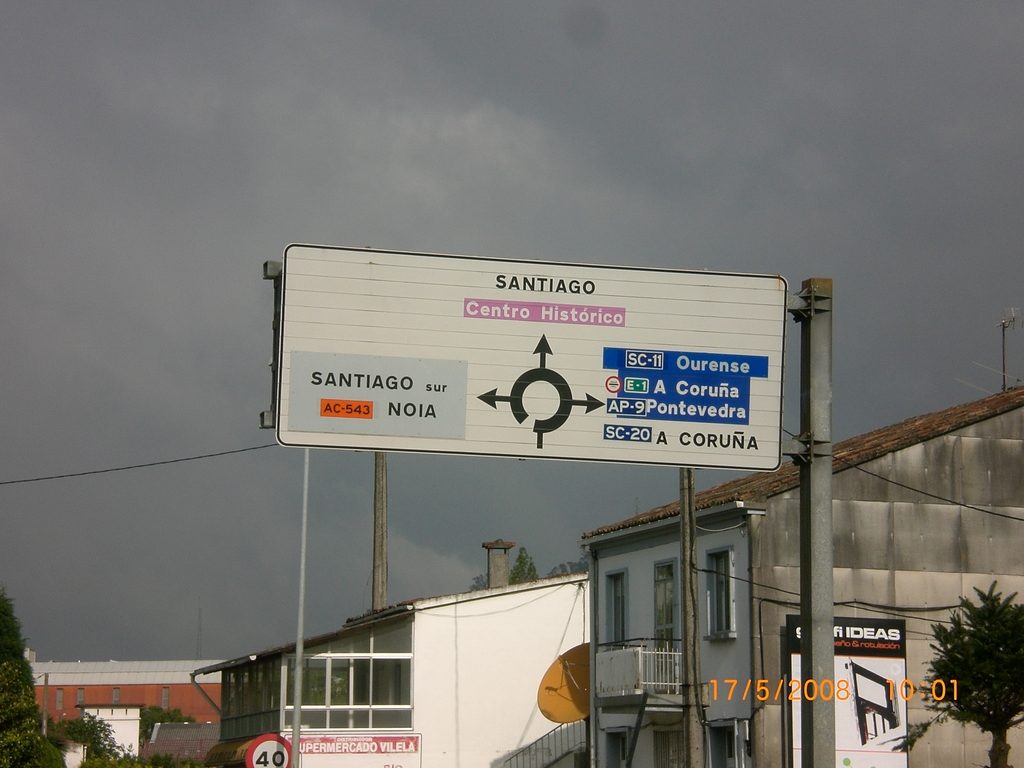 SANTIAGO
Centro Histórico
SANTIAGO sur
AC-543 NOIA
SC-11 Ourense
E-1 A Coruña
AP-9 Pontevedra
SC-20 A CORUÑA
IDEAS
& rotulación
40
UPERMERCADO VILELA
17/5/2008 10:01